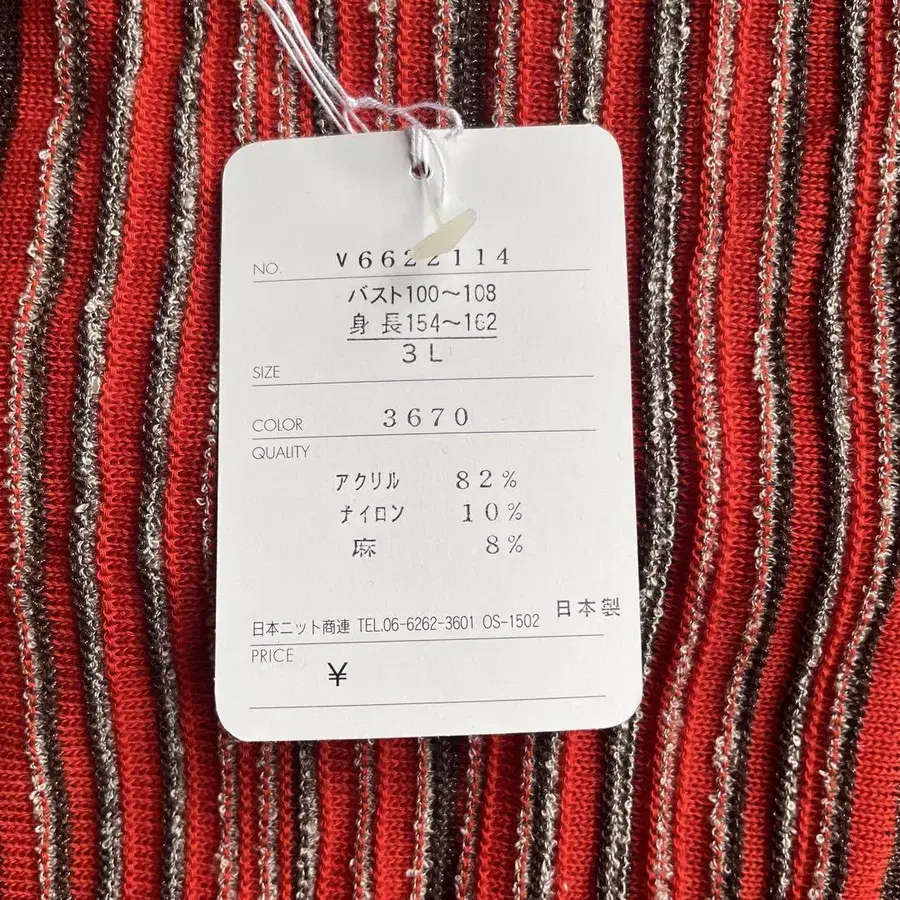 NO. V6622114
バスト100〜108
身長154〜162
3L
SIZE
COLOR 3670
QUALITY
アクリル 82%
ナイロン 10%
麻 8%
日本製
日本ニット商連 TEL.06-6262-3601 OS-1502
PRICE
¥